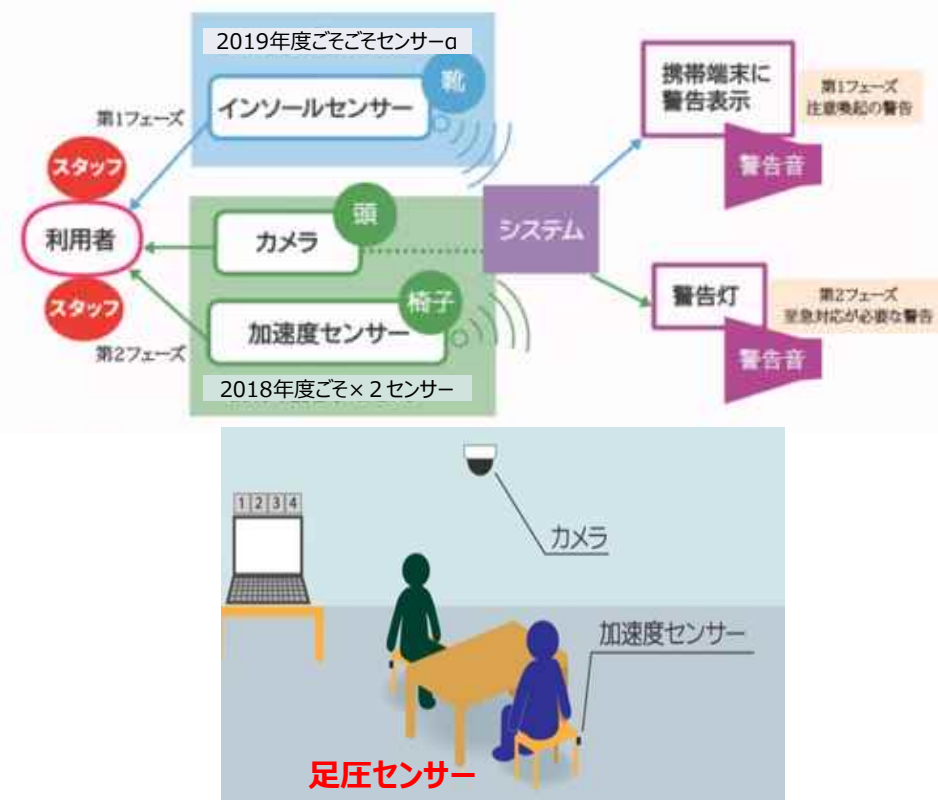 2019年度ごそごそセンサーα
靴
インソールセンサー
第1フェーズ
スタッフ
利用者
スタッフ
第2フェーズ
頭
カメラ
椅子
加速度センサー
2018年度ごそ×２センサー
システム
携帯端末に
警告表示
第1フェーズ
注意喚起の警告
警告音
警告灯
第2フェーズ
至急対応が必要な警告
警告音
1 2 3 4
カメラ
加速度センサー
足圧センサー